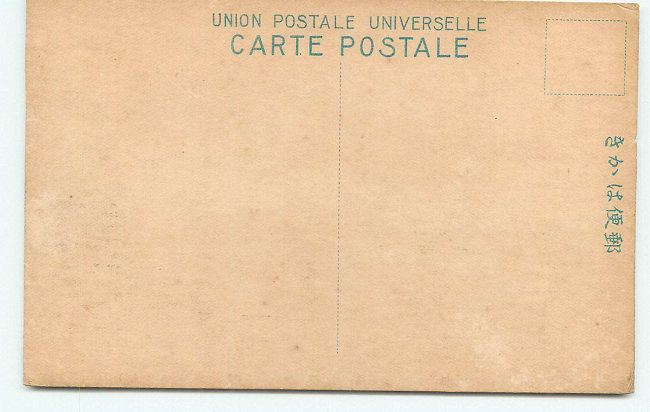 UNION POSTALE UNIVERSELLE
CARTE POSTALE
きかは便郵